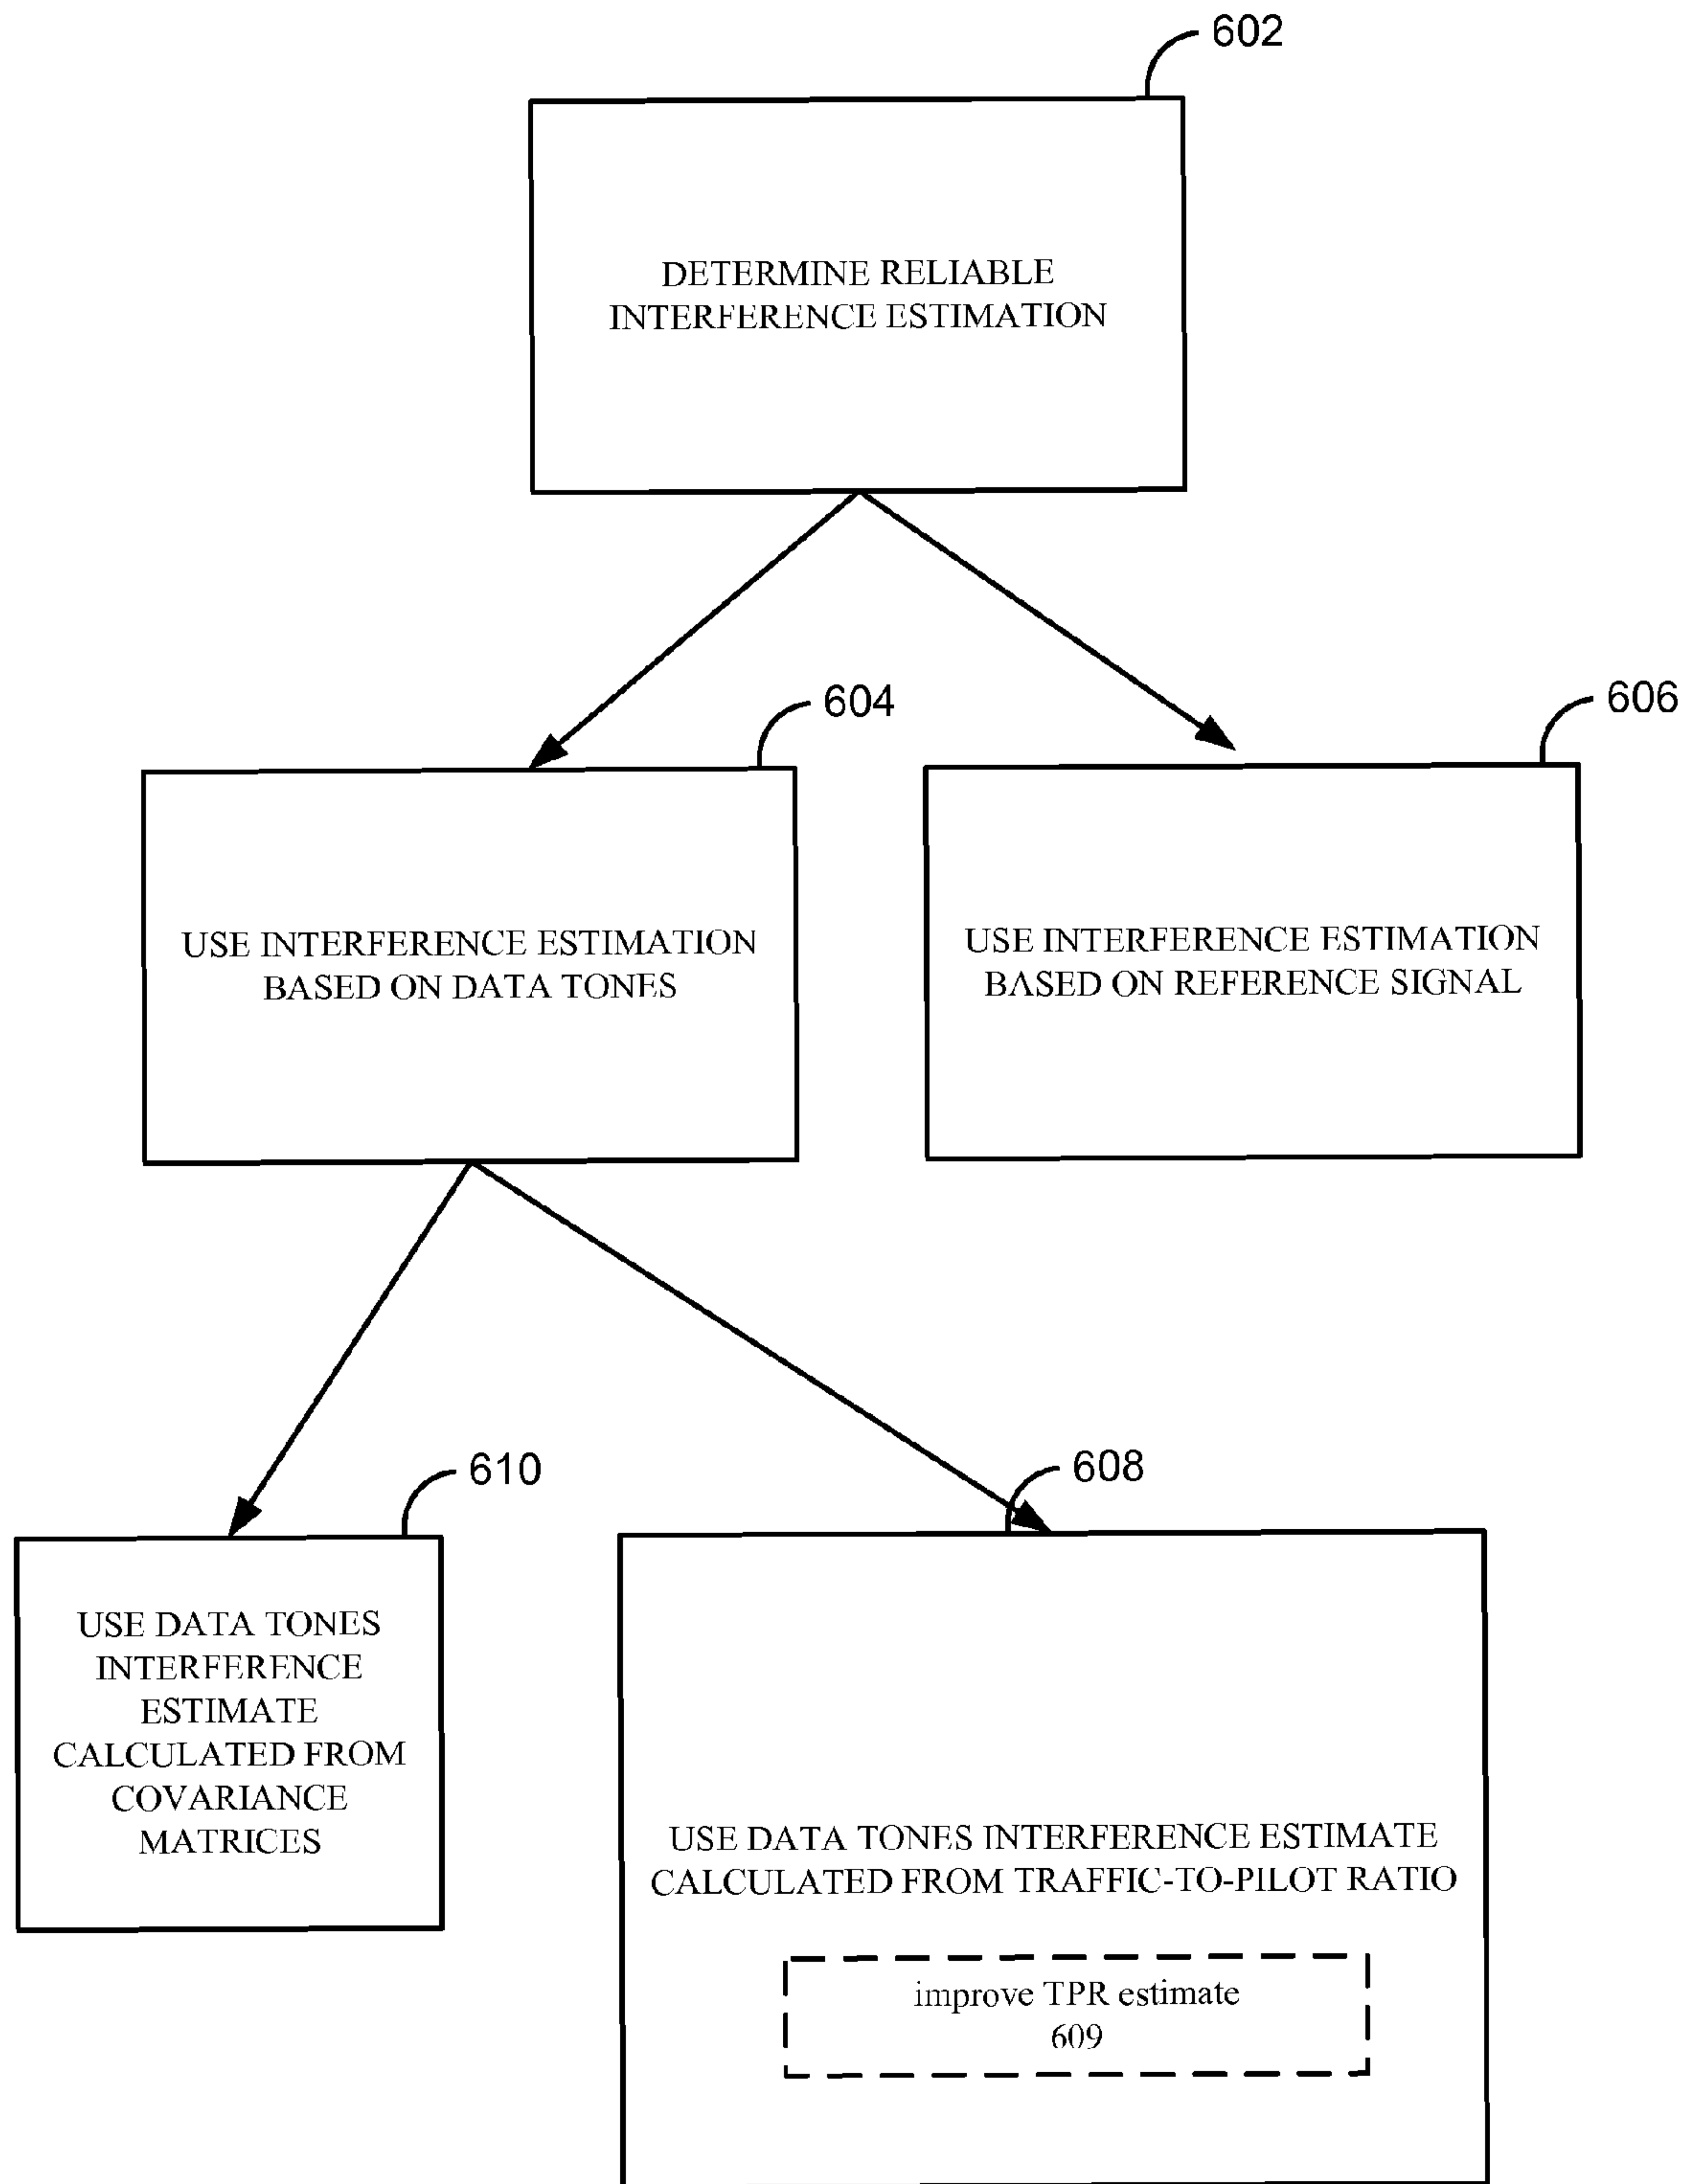 602
DETERMINE RELIABLE
INTERFERENCE ESTIMATION
604
606
USE INTERFERENCE ESTIMATION
BASED ON DATA TONES
USE INTERFERENCE ESTIMATION
BASED ON REFERENCE SIGNAL
610
608
USE DATA TONES
INTERFERENCE
ESTIMATE
CALCULATED FROM
COVARIANCE
MATRICES
USE DATA TONES INTERFERENCE ESTIMATE
CALCULATED FROM TRAFFIC-TO-PILOT RATIO
improve TPR estimate
609